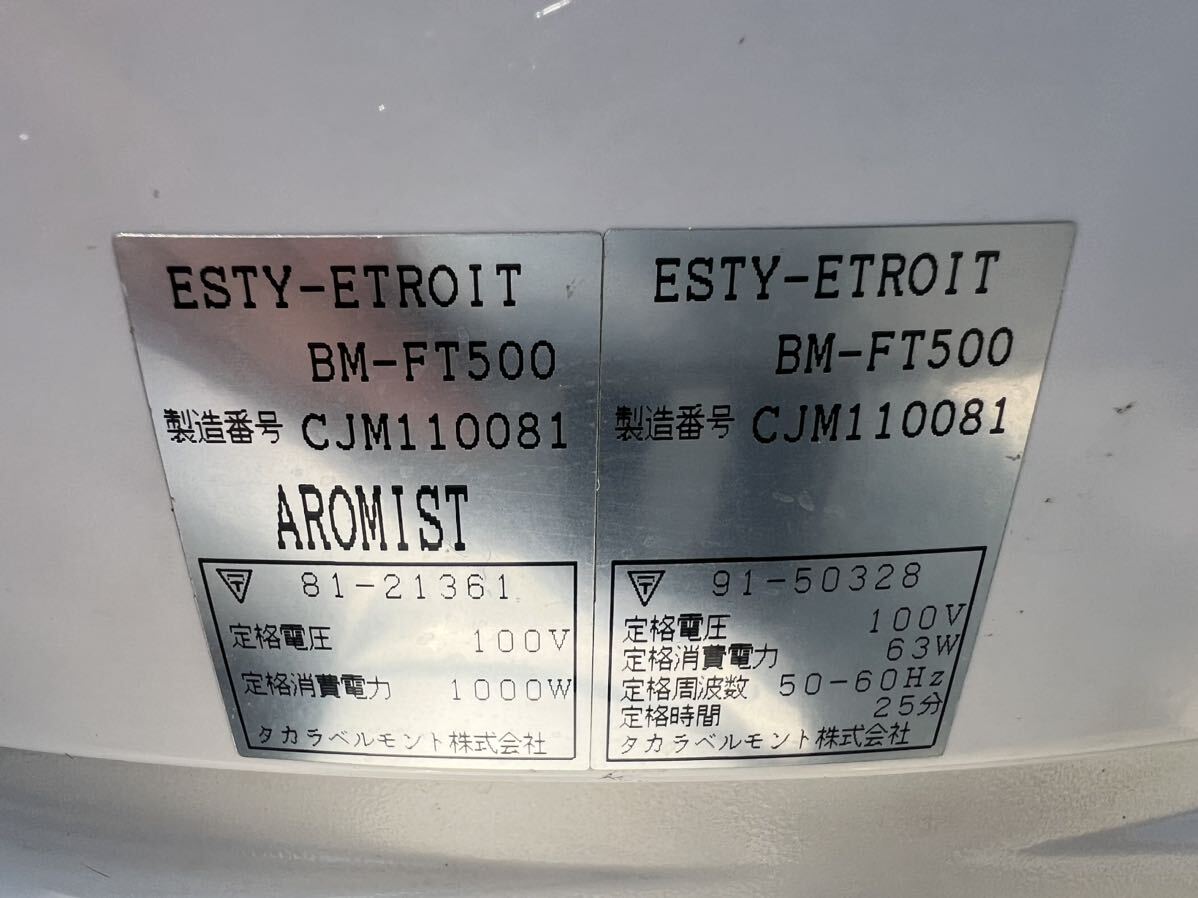 ESTY-ETROIT
BM-FT500
製造番号 CJM110081
AROMIST
〒 81-21361
定格電圧 100V
定格消費電力 1000W
タカラベルモント株式会社
ESTY-ETROIT
BM-FT500
製造番号 CJM110081
〒 91-50328
定格電圧 100V
定格消費電力 63W
定格周波数 50-60Hz
定格時間 25分
タカラベルモント株式会社